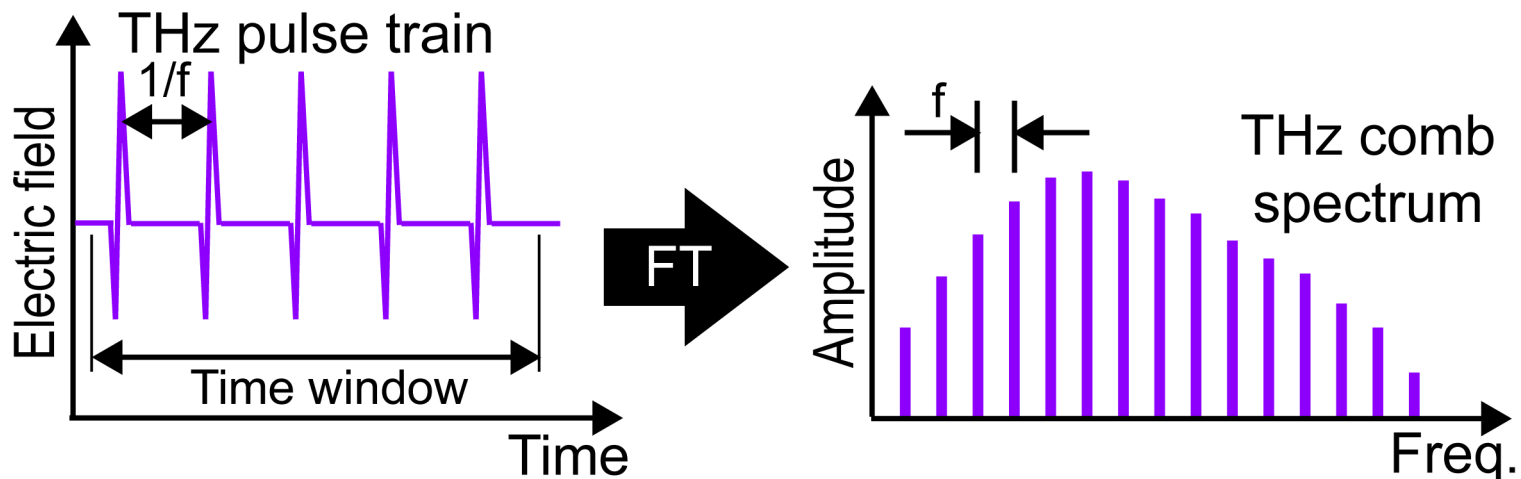 THz pulse train
1/f
Electric field
Time window
Time
FT
f
THz comb
spectrum
Amplitude
Freq.